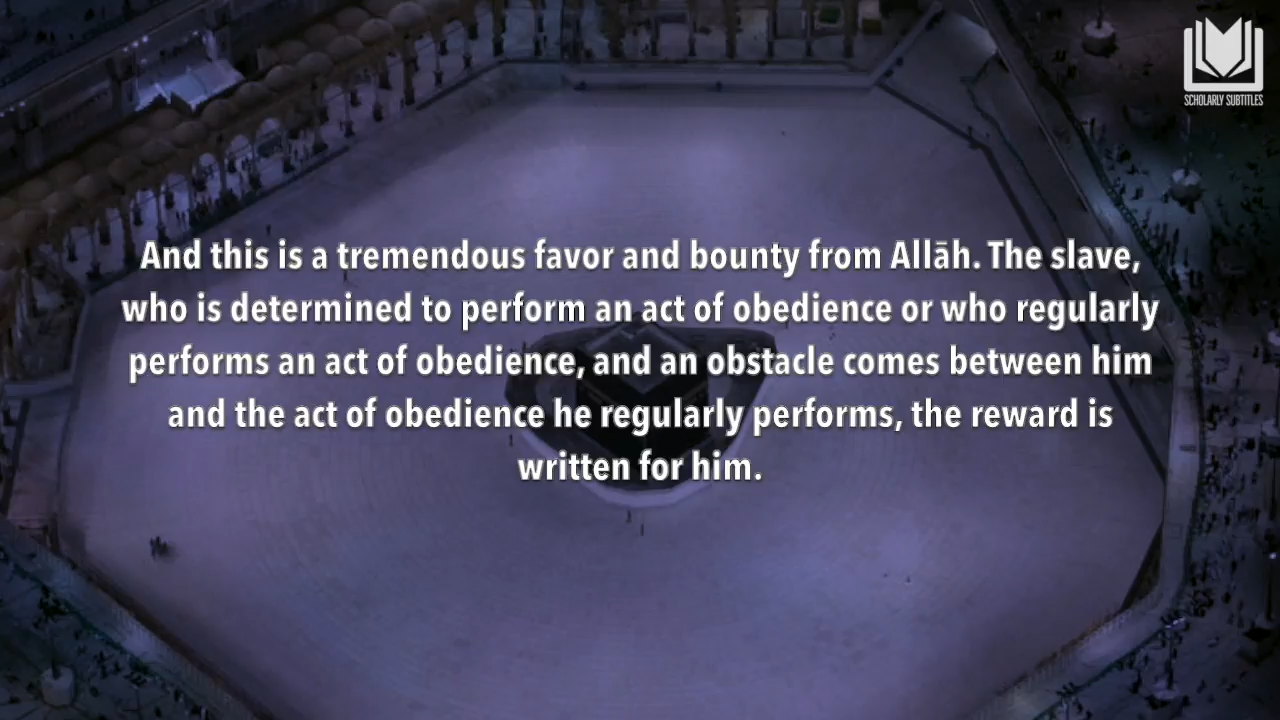 SCHOLARLY SUBTITLES
And this is a tremendous favor and bounty from Allāh. The slave,
who is determined to perform an act of obedience or who regularly
performs an act of obedience, and an obstacle comes between him
and the act of obedience he regularly performs, the reward is
written for him.